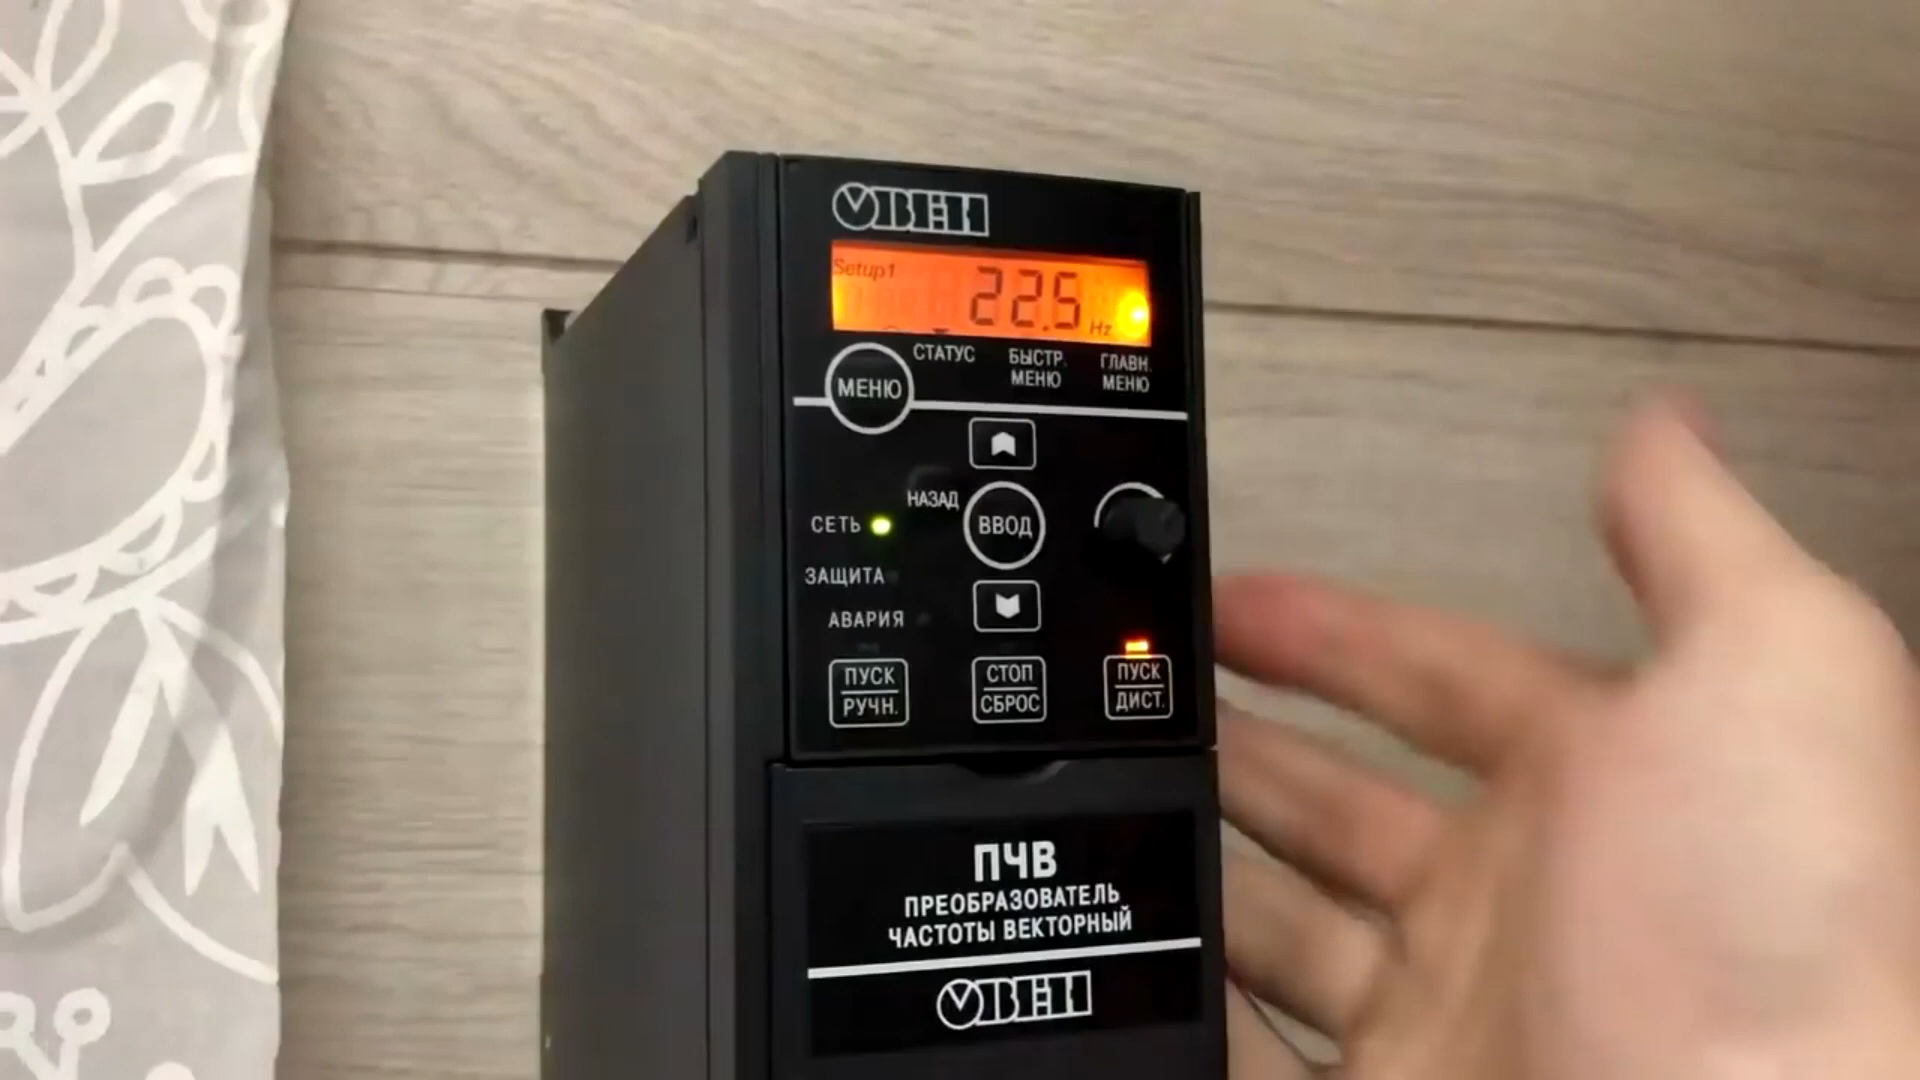 ОВЕН
Setup1
22.5
Hz
СТАТУС
БЫСТР.
МЕНЮ
ГЛАВН.
МЕНЮ
МЕНЮ
НАЗАД
ВВОД
СЕТЬ
ЗАЩИТА
АВАРИЯ
ПУСК
РУЧН.
СТОП
СБРОС
ПУСК
ДИСТ.
ПЧВ
ПРЕОБРАЗОВАТЕЛЬ
ЧАСТОТЫ ВЕКТОРНЫЙ
ОВЕН